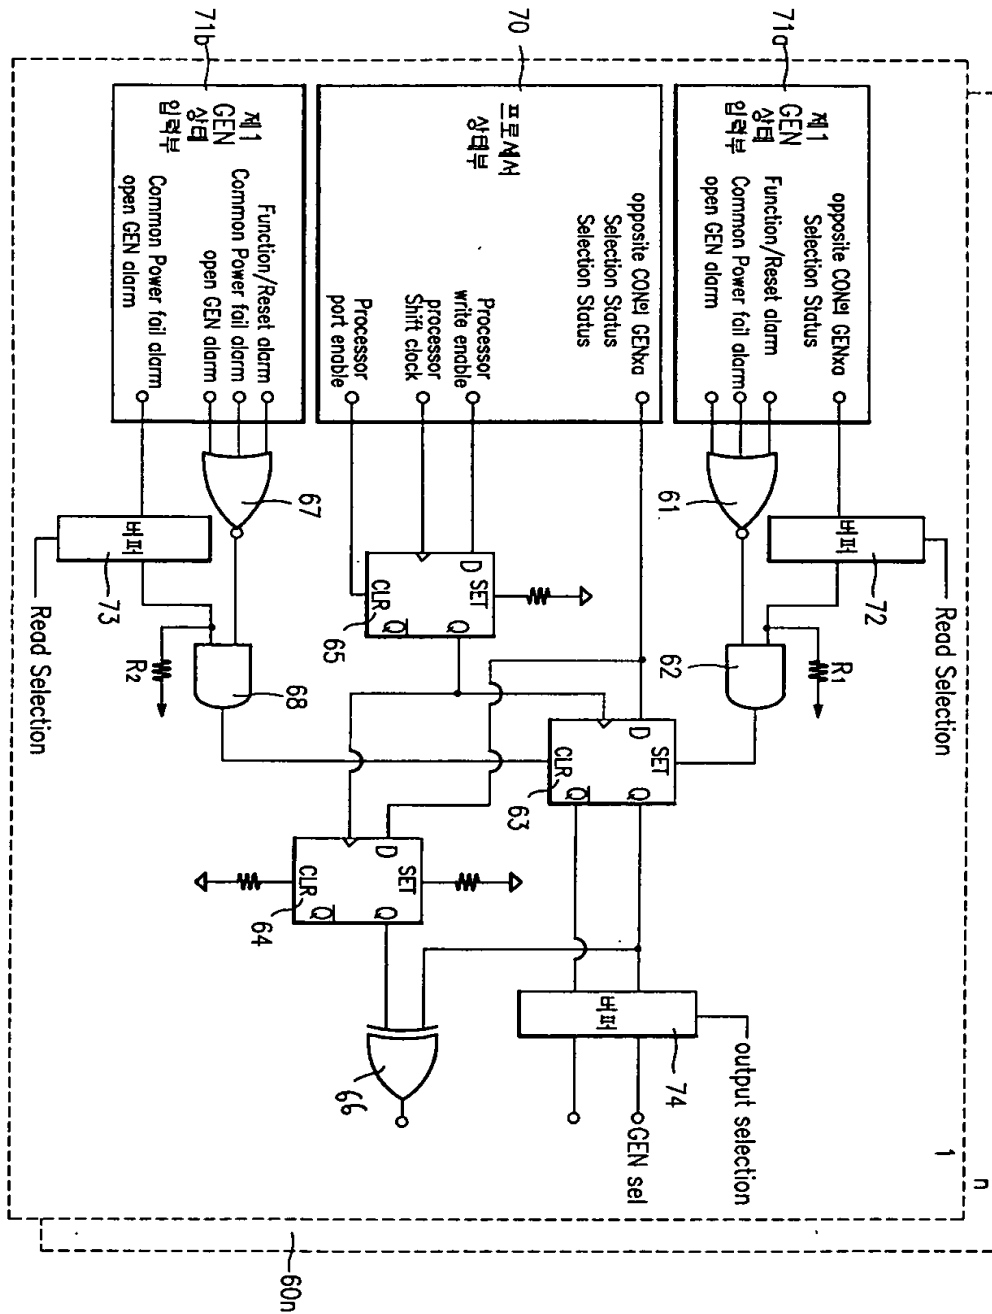 71a
제1
GEN
상태
입력부
opposite CON의 GENxa
Selection Status
Function/Reset alarm
Common Power fail alarm
open GEN alarm
70
프로세서
상태부
opposite CON의 GENxa
Selection Status
Selection Status
Processor
write enable
processor
Shift clock
Processor
port enable
71b
제1
GEN
상태
입력부
Function/Reset alarm
Common Power fail alarm
open GEN alarm
Common Power fail alarm
open GEN alarm
버퍼
72
Read Selection
61
62
R1
D
SET
CLR
Q
Q
65
67
버퍼
73
Read Selection
R2
68
D
SET
CLR
Q
Q
63
D
SET
CLR
Q
Q
64
버퍼
74
output selection
GEN sel
66
1
n
60n